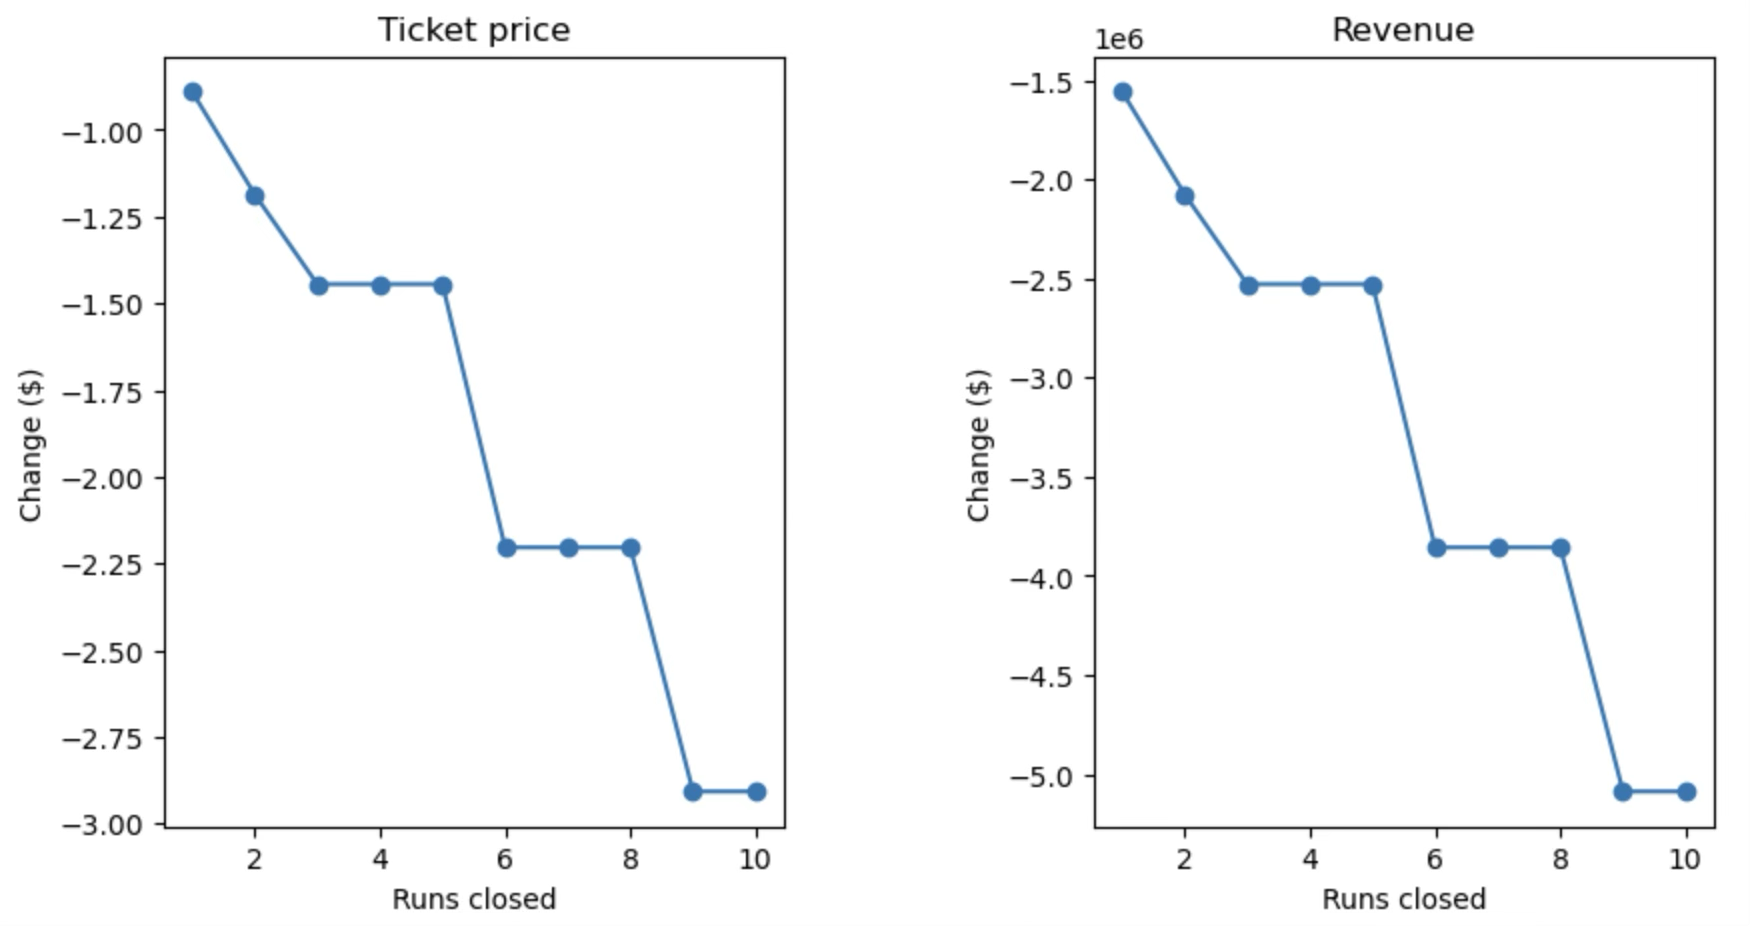 Ticket price
−1.00
−1.25
−1.50
−1.75
−2.00
−2.25
−2.50
−2.75
−3.00
Change ($)
2 4 6 8 10
Runs closed
Revenue
1e6
−1.5
−2.0
−2.5
−3.0
−3.5
−4.0
−4.5
−5.0
Change ($)
2 4 6 8 10
Runs closed